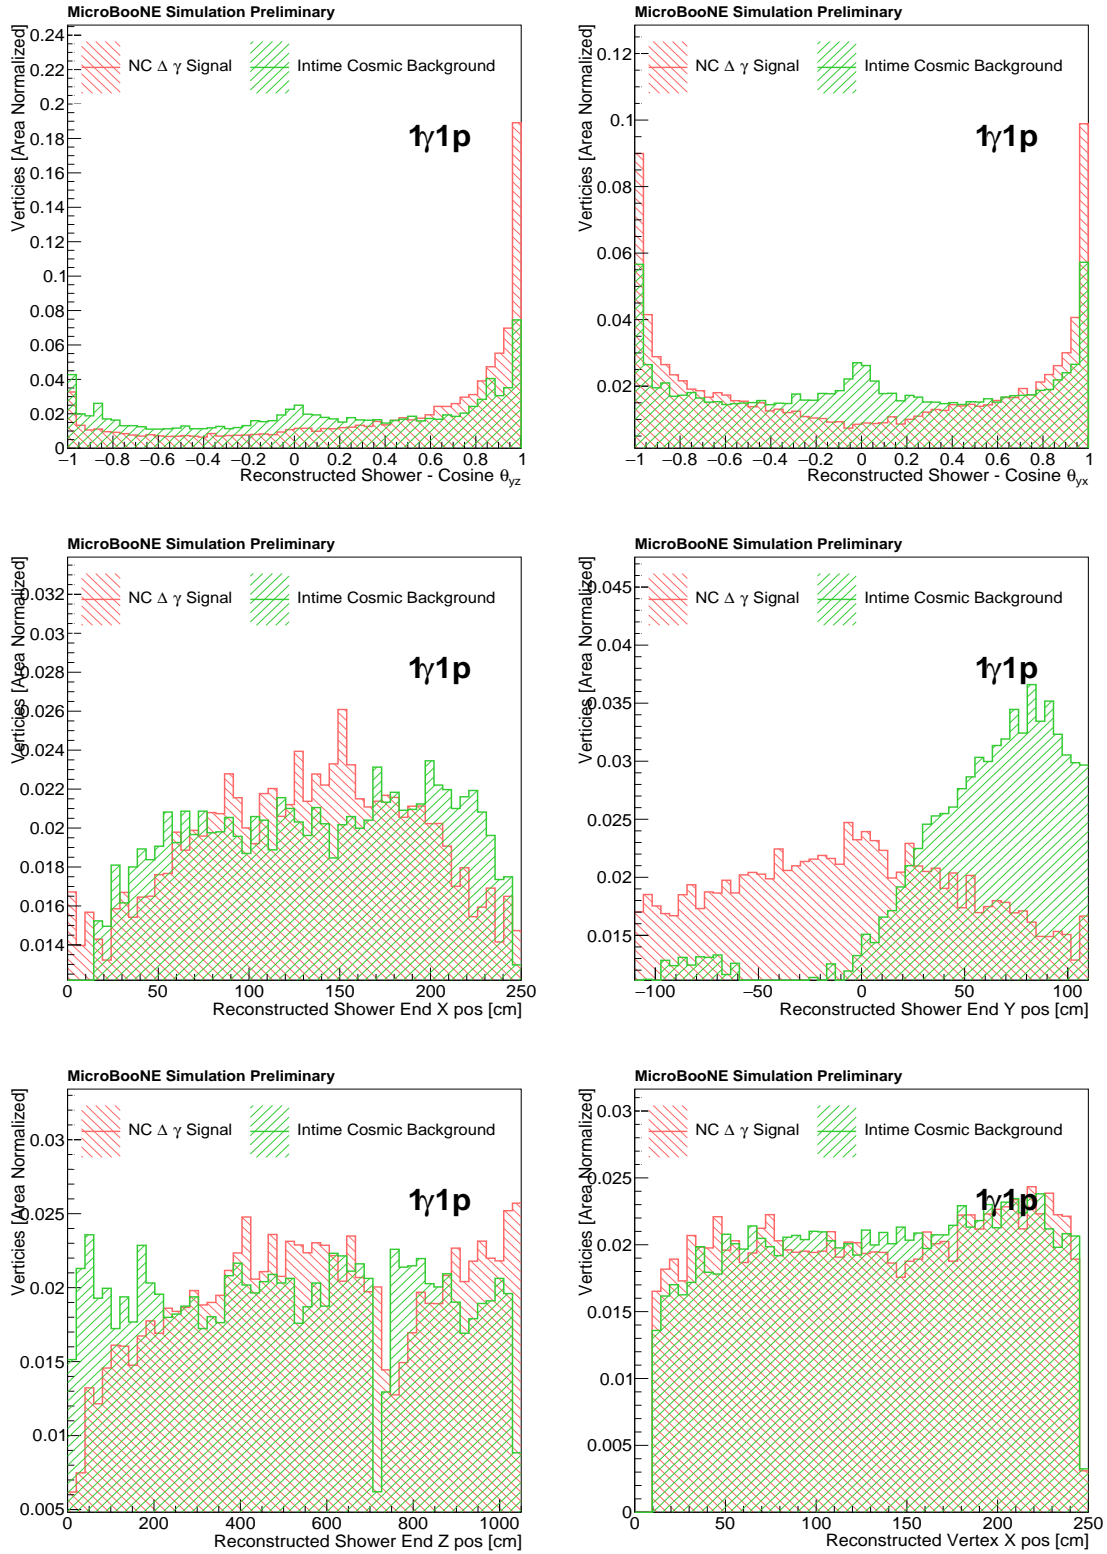 MicroBooNE Simulation Preliminary
Verticies [Area Normalized]
NC Δ γ Signal
Intime Cosmic Background
1γ1p
0.24
0.22
0.2
0.18
0.16
0.14
0.12
0.1
0.08
0.06
0.04
0.02
0
−1 −0.8 −0.6 −0.4 −0.2 0 0.2 0.4 0.6 0.8 1
Reconstructed Shower - Cosine θyz
MicroBooNE Simulation Preliminary
Verticies [Area Normalized]
NC Δ γ Signal
Intime Cosmic Background
1γ1p
0.12
0.1
0.08
0.06
0.04
0.02
−1 −0.8 −0.6 −0.4 −0.2 0 0.2 0.4 0.6 0.8 1
Reconstructed Shower - Cosine θyx
MicroBooNE Simulation Preliminary
Verticies [Area Normalized]
NC Δ γ Signal
Intime Cosmic Background
1γ1p
0.032
0.03
0.028
0.026
0.024
0.022
0.02
0.018
0.016
0.014
0 50 100 150 200 250
Reconstructed Shower End X pos [cm]
MicroBooNE Simulation Preliminary
Verticies [Area Normalized]
NC Δ γ Signal
Intime Cosmic Background
1γ1p
0.045
0.04
0.035
0.03
0.025
0.02
0.015
−100 −50 0 50 100
Reconstructed Shower End Y pos [cm]
MicroBooNE Simulation Preliminary
Verticies [Area Normalized]
NC Δ γ Signal
Intime Cosmic Background
1γ1p
0.03
0.025
0.02
0.015
0.01
0.005
0 200 400 600 800 1000
Reconstructed Shower End Z pos [cm]
MicroBooNE Simulation Preliminary
Verticies [Area Normalized]
NC Δ γ Signal
Intime Cosmic Background
1γ1p
0.03
0.025
0.02
0.015
0.01
0.005
0
0 50 100 150 200 250
Reconstructed Vertex X pos [cm]